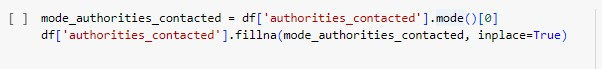 [ ] mode_authorities_contacted = df['authorities_contacted'].mode()[0]
df['authorities_contacted'].fillna(mode_authorities_contacted, inplace=True)